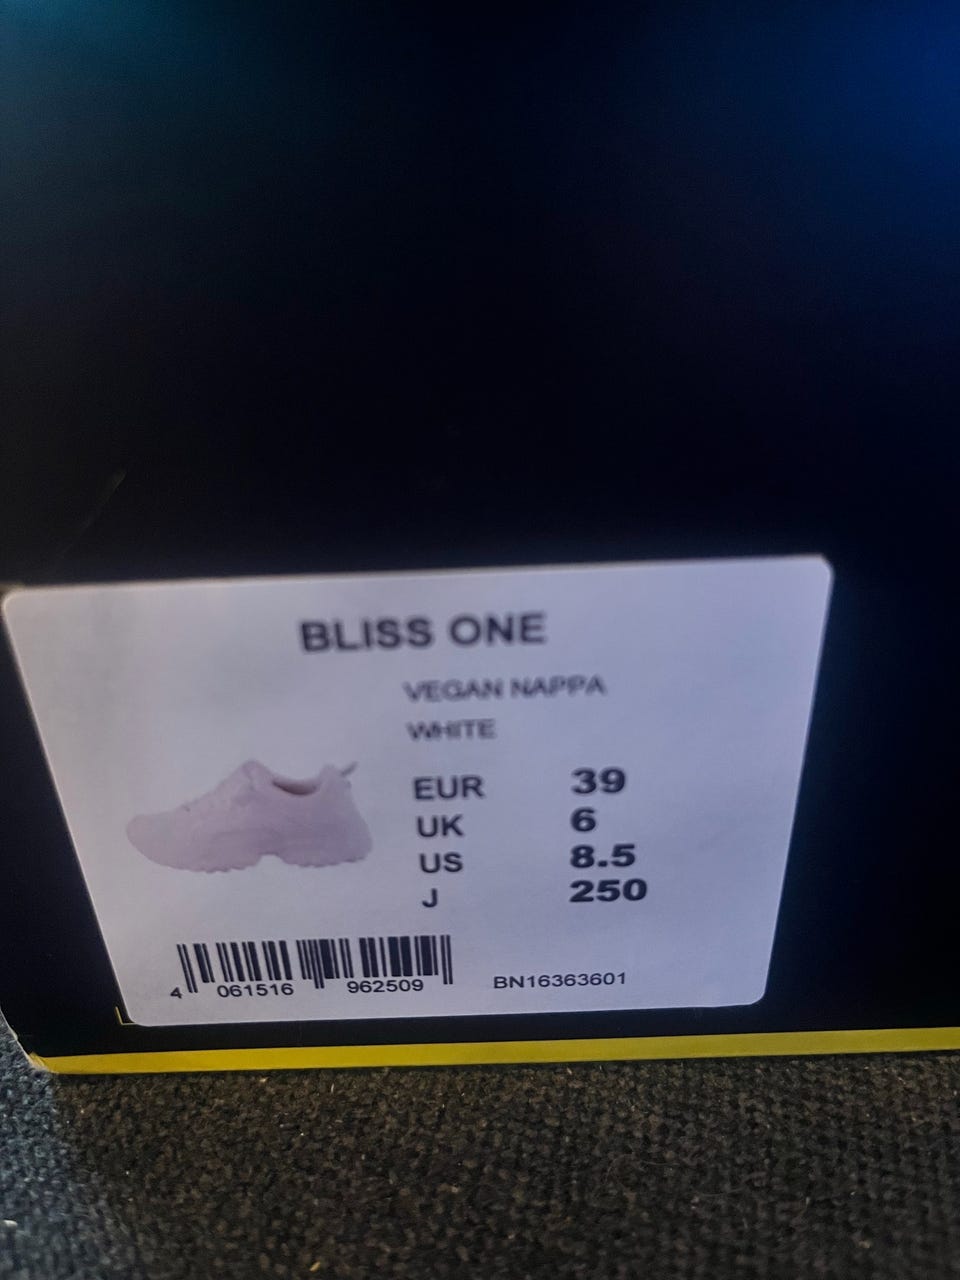 BLISS ONE
VEGAN NAPPA
WHITE
EUR 39
UK 6
US 8.5
J 250
4 061516 962509
BN16363601